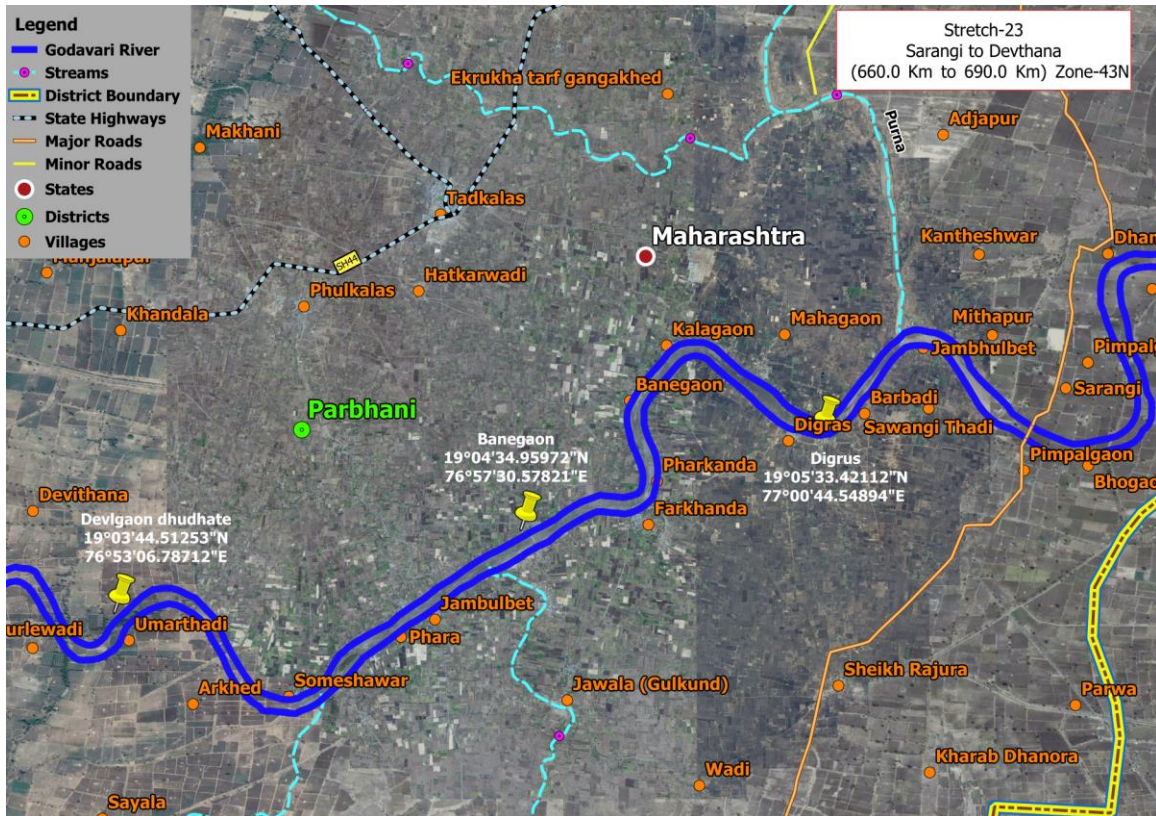 Legend
Godavari River
Streams
District Boundary
State Highways
Major Roads
Minor Roads
States
Districts
Villages
Stretch-23
Sarangi to Devthana
(660.0 Km to 690.0 Km) Zone-43N
Ekrukha tarf gangakhed
Purna
Adjapur
Makhani
Tadkalas
Maharashtra
Kantheshwar
Dhan
SH44
Hatkarwadi
Phulkalas
Khandala
Kalagaon
Mahagaon
Mithapur
Jambhulbet
Pimpalg
Sarangi
Banegaon
Barbadi
Parbhani
Sawangi Thadi
Digras
Banegaon
19°04'34.95972"N
76°57'30.57821"E
Digrus
19°05'33.42112"N
77°00'44.54894"E
Pharkanda
Pimpalgaon
Bhogao
Devithana
Farkhanda
Devlgaon dhudhate
19°03'44.51253"N
76°53'06.78712"E
Jambulbet
Umarthadi
urlewadi
Phara
Someshawar
Arkhed
Jawala (Gulkund)
Sheikh Rajura
Parwa
Wadi
Kharab Dhanora
Sayala